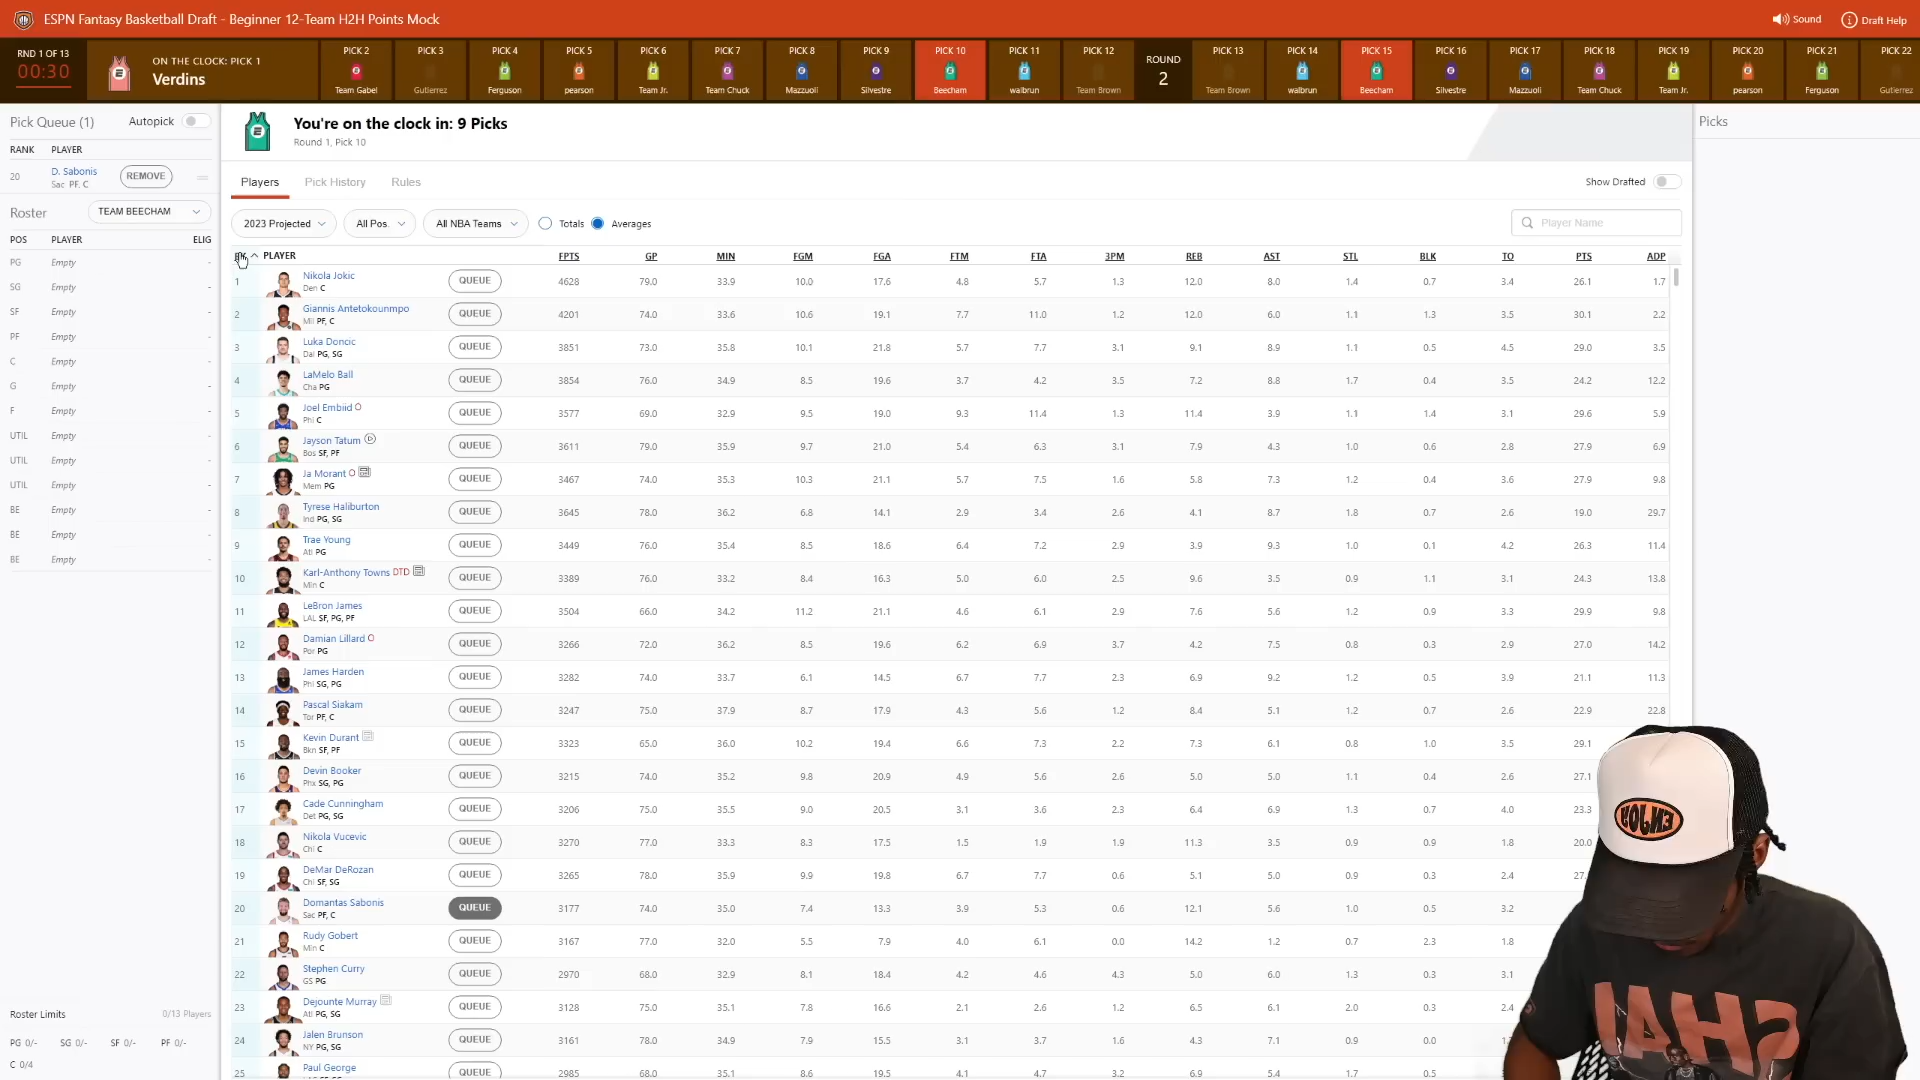 ESPN Fantasy Basketball Draft - Beginner 12-Team H2H Points Mock
Sound
Draft Help
RND 1 OF 13
00:30
ON THE CLOCK: PICK 1
Verdins
PICK 2 Team Gabel
PICK 3 Gutierrez
PICK 4 Ferguson
PICK 5 pearson
PICK 6 Team Jr.
PICK 7 Team Chuck
PICK 8 Mazzuoli
PICK 9 Silvestre
PICK 10 Beecham
PICK 11 walbrun
PICK 12 Team Brown
ROUND 2
PICK 13 Team Brown
PICK 14 walbrun
PICK 15 Beecham
PICK 16 Silvestre
PICK 17 Mazzuoli
PICK 18 Team Chuck
PICK 19 Team Jr.
PICK 20 pearson
PICK 21 Ferguson
PICK 22 Gutierrez
Pick Queue (1)
Autopick
RANK PLAYER
20 D. Sabonis REMOVE
Sac PF, C
Roster TEAM BEECHAM
POS PLAYER ELIG
PG Empty -
SG Empty -
SF Empty -
PF Empty -
C Empty -
G Empty -
F Empty -
UTIL Empty -
UTIL Empty -
UTIL Empty -
BE Empty -
BE Empty -
BE Empty -
Roster Limits 0/13 Players
PG 0/- SG 0/- SF 0/- PF 0/-
C 0/4
You're on the clock in: 9 Picks
Round 1, Pick 10
Players Pick History Rules
Show Drafted
2023 Projected All Pos. All NBA Teams Totals Averages
Player Name
PLAYER FPTS GP MIN FGM FGA FTM FTA 3PM REB AST STL BLK TO PTS ADP
1 Nikola Jokic Den C QUEUE 4628 79.0 33.9 10.0 17.6 4.8 5.7 1.3 12.0 8.0 1.4 0.7 3.4 26.1 1.7
2 Giannis Antetokounmpo Mil PF, C QUEUE 4201 74.0 33.6 10.6 19.1 7.7 11.0 1.2 12.0 6.0 1.1 1.3 3.5 30.1 2.2
3 Luka Doncic Dal PG, SG QUEUE 3851 73.0 35.8 10.1 21.8 5.7 7.7 3.1 9.1 8.9 1.1 0.5 4.5 29.0 3.5
4 LaMelo Ball Cha PG QUEUE 3854 76.0 34.9 8.5 19.6 3.7 4.2 3.5 7.2 8.8 1.7 0.4 3.5 24.2 12.2
5 Joel Embiid O Phi C QUEUE 3577 69.0 32.9 9.5 19.0 9.3 11.4 1.3 11.4 3.9 1.1 1.4 3.1 29.6 5.9
6 Jayson Tatum Bos SF, PF QUEUE 3611 79.0 35.9 9.7 21.0 5.4 6.3 3.1 7.9 4.3 1.0 0.6 2.8 27.9 6.9
7 Ja Morant O Mem PG QUEUE 3467 74.0 35.3 10.3 21.1 5.7 7.5 1.6 5.8 7.3 1.2 0.4 3.6 27.9 9.8
8 Tyrese Haliburton Ind PG, SG QUEUE 3645 78.0 36.2 6.8 14.1 2.9 3.4 2.6 4.1 8.7 1.8 0.7 2.6 19.0 29.7
9 Trae Young Atl PG QUEUE 3449 76.0 35.4 8.5 18.6 6.4 7.2 2.9 3.9 9.3 1.0 0.1 4.2 26.3 11.4
10 Karl-Anthony Towns DTD Min C QUEUE 3389 76.0 33.2 8.4 16.3 5.0 6.0 2.5 9.6 3.5 0.9 1.1 3.1 24.3 13.8
11 LeBron James LAL SF, PG, PF QUEUE 3504 66.0 34.2 11.2 21.1 4.6 6.1 2.9 7.6 5.6 1.2 0.9 3.3 29.9 9.8
12 Damian Lillard O Por PG QUEUE 3266 72.0 36.2 8.5 19.6 6.2 6.9 3.7 4.2 7.5 0.8 0.3 2.9 27.0 14.2
13 James Harden Phi SG, PG QUEUE 3282 74.0 33.7 6.1 14.5 6.7 7.7 2.3 6.9 9.2 1.2 0.5 3.9 21.1 11.3
14 Pascal Siakam Tor PF, C QUEUE 3247 75.0 37.9 8.7 17.9 4.3 5.6 1.2 8.4 5.1 1.2 0.7 2.6 22.9 22.8
15 Kevin Durant Bkn SF, PF QUEUE 3323 65.0 36.0 10.2 19.4 6.6 7.3 2.2 7.3 6.1 0.8 1.0 3.5 29.1
16 Devin Booker Phx SG, PG QUEUE 3215 74.0 35.2 9.8 20.9 4.9 5.6 2.6 5.0 5.0 1.1 0.4 2.6 27.1
17 Cade Cunningham Det PG, SG QUEUE 3206 75.0 35.5 9.0 20.5 3.1 3.6 2.3 6.4 6.9 1.3 0.7 4.0 23.3
18 Nikola Vucevic Chi C QUEUE 3270 77.0 33.3 8.3 17.5 1.5 1.9 1.9 11.3 3.5 0.9 0.9 1.8 20.0
19 DeMar DeRozan Chi SF, SG QUEUE 3265 78.0 35.9 9.9 19.8 6.7 7.7 0.6 5.1 5.0 0.9 0.3 2.4 27.
20 Domantas Sabonis Sac PF, C QUEUE 3177 74.0 35.0 7.4 13.3 3.9 5.3 0.6 12.1 5.6 1.0 0.5 3.2
21 Rudy Gobert Min C QUEUE 3167 77.0 32.0 5.5 7.9 4.0 6.1 0.0 14.2 1.2 0.7 2.3 1.8
22 Stephen Curry GS PG QUEUE 2970 68.0 32.9 8.1 18.4 4.2 4.6 4.3 5.0 6.0 1.3 0.3 3.1
23 Dejounte Murray Atl PG, SG QUEUE 3128 75.0 35.1 7.8 16.6 2.1 2.6 1.2 6.5 6.1 2.0 0.3 2.4
24 Jalen Brunson NY PG, SG QUEUE 3161 78.0 34.9 7.9 15.5 3.1 3.7 1.6 4.3 7.1 0.9 0.0
25 Paul George QUEUE 2985 68.0 35.1 8.6 19.5 4.1 4.7 3.2 6.9 5.4 1.7 0.5
Picks
ENJOY
SHAI